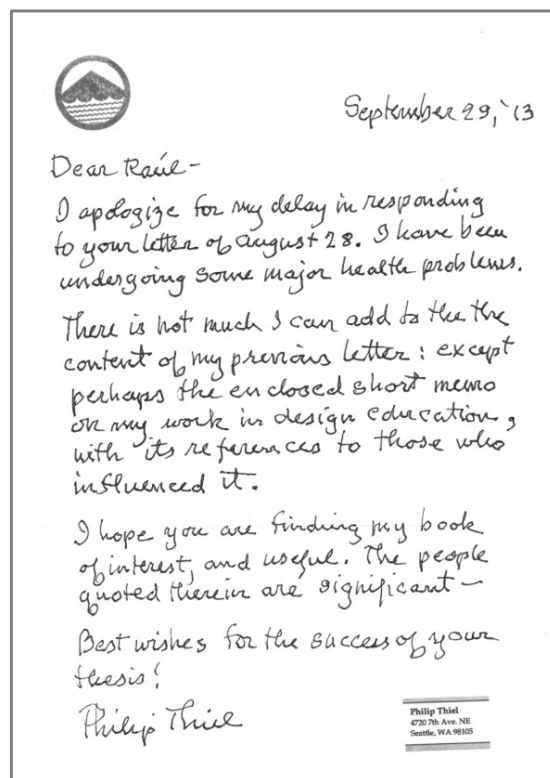 September 29, '13
Dear Raúl-
I apologize for my delay in responding
to your letter of August 28. I have been
undergoing some major health problems.
There is not much I can add to the the
content of my previous letter: except
perhaps the enclosed short memo
on my work in design education,
with its references to those who
influenced it.
I hope you are finding my book
of interest, and useful. The people
quoted therein are significant—
Best wishes for the success of your
thesis!
Philip Thiel
Philip Thiel
4720 7th Ave. NE
Seattle, WA 98105